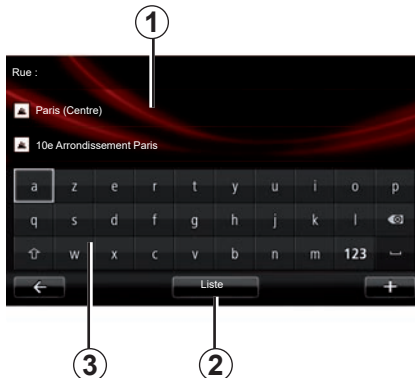 1
Rue :
Paris (Centre)
10e Arrondissement Paris
a z e r t y u i o p
q s d f g h j k l
w x c v b n m 123
Liste
3 2